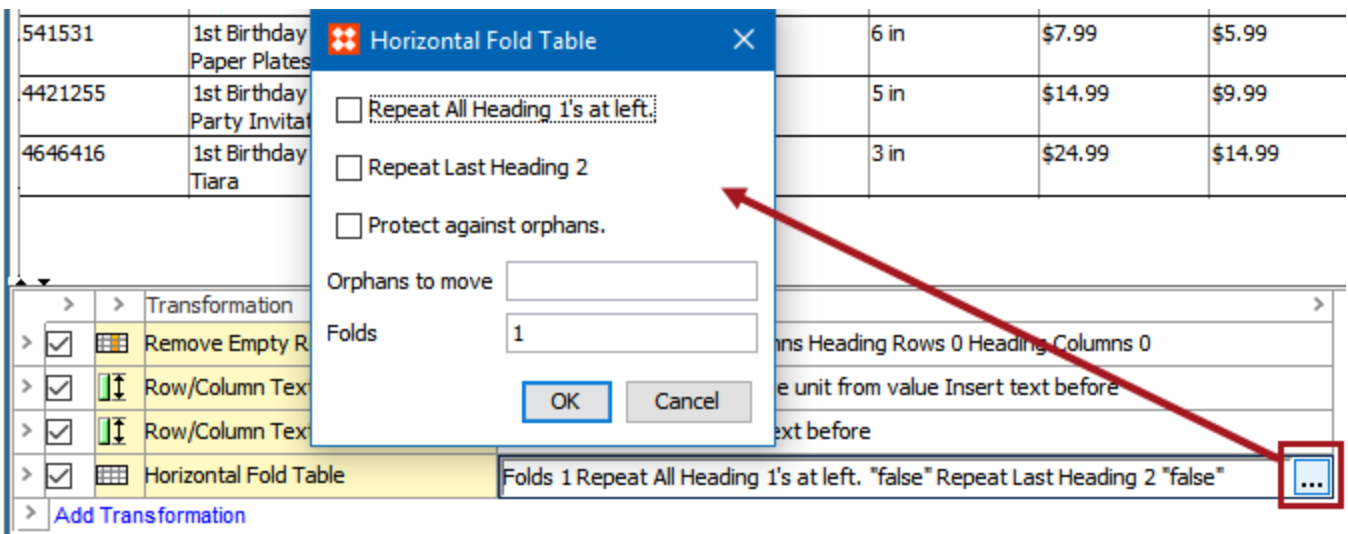 .541531 1st Birthday 6 in $7.99 $5.99
Paper Plates
.4421255 1st Birthday 5 in $14.99 $9.99
Party Invitat
4646416 1st Birthday 3 in $24.99 $14.99
Tiara
Horizontal Fold Table
Repeat All Heading 1's at left.
Repeat Last Heading 2
Protect against orphans.
Orphans to move
Folds 1
OK Cancel
Transformation
Remove Empty R mns Heading Rows 0 Heading Columns 0
Row/Column Text e unit from value Insert text before
Row/Column Text ext before
Horizontal Fold Table Folds 1 Repeat All Heading 1's at left. "false" Repeat Last Heading 2 "false" ...
Add Transformation